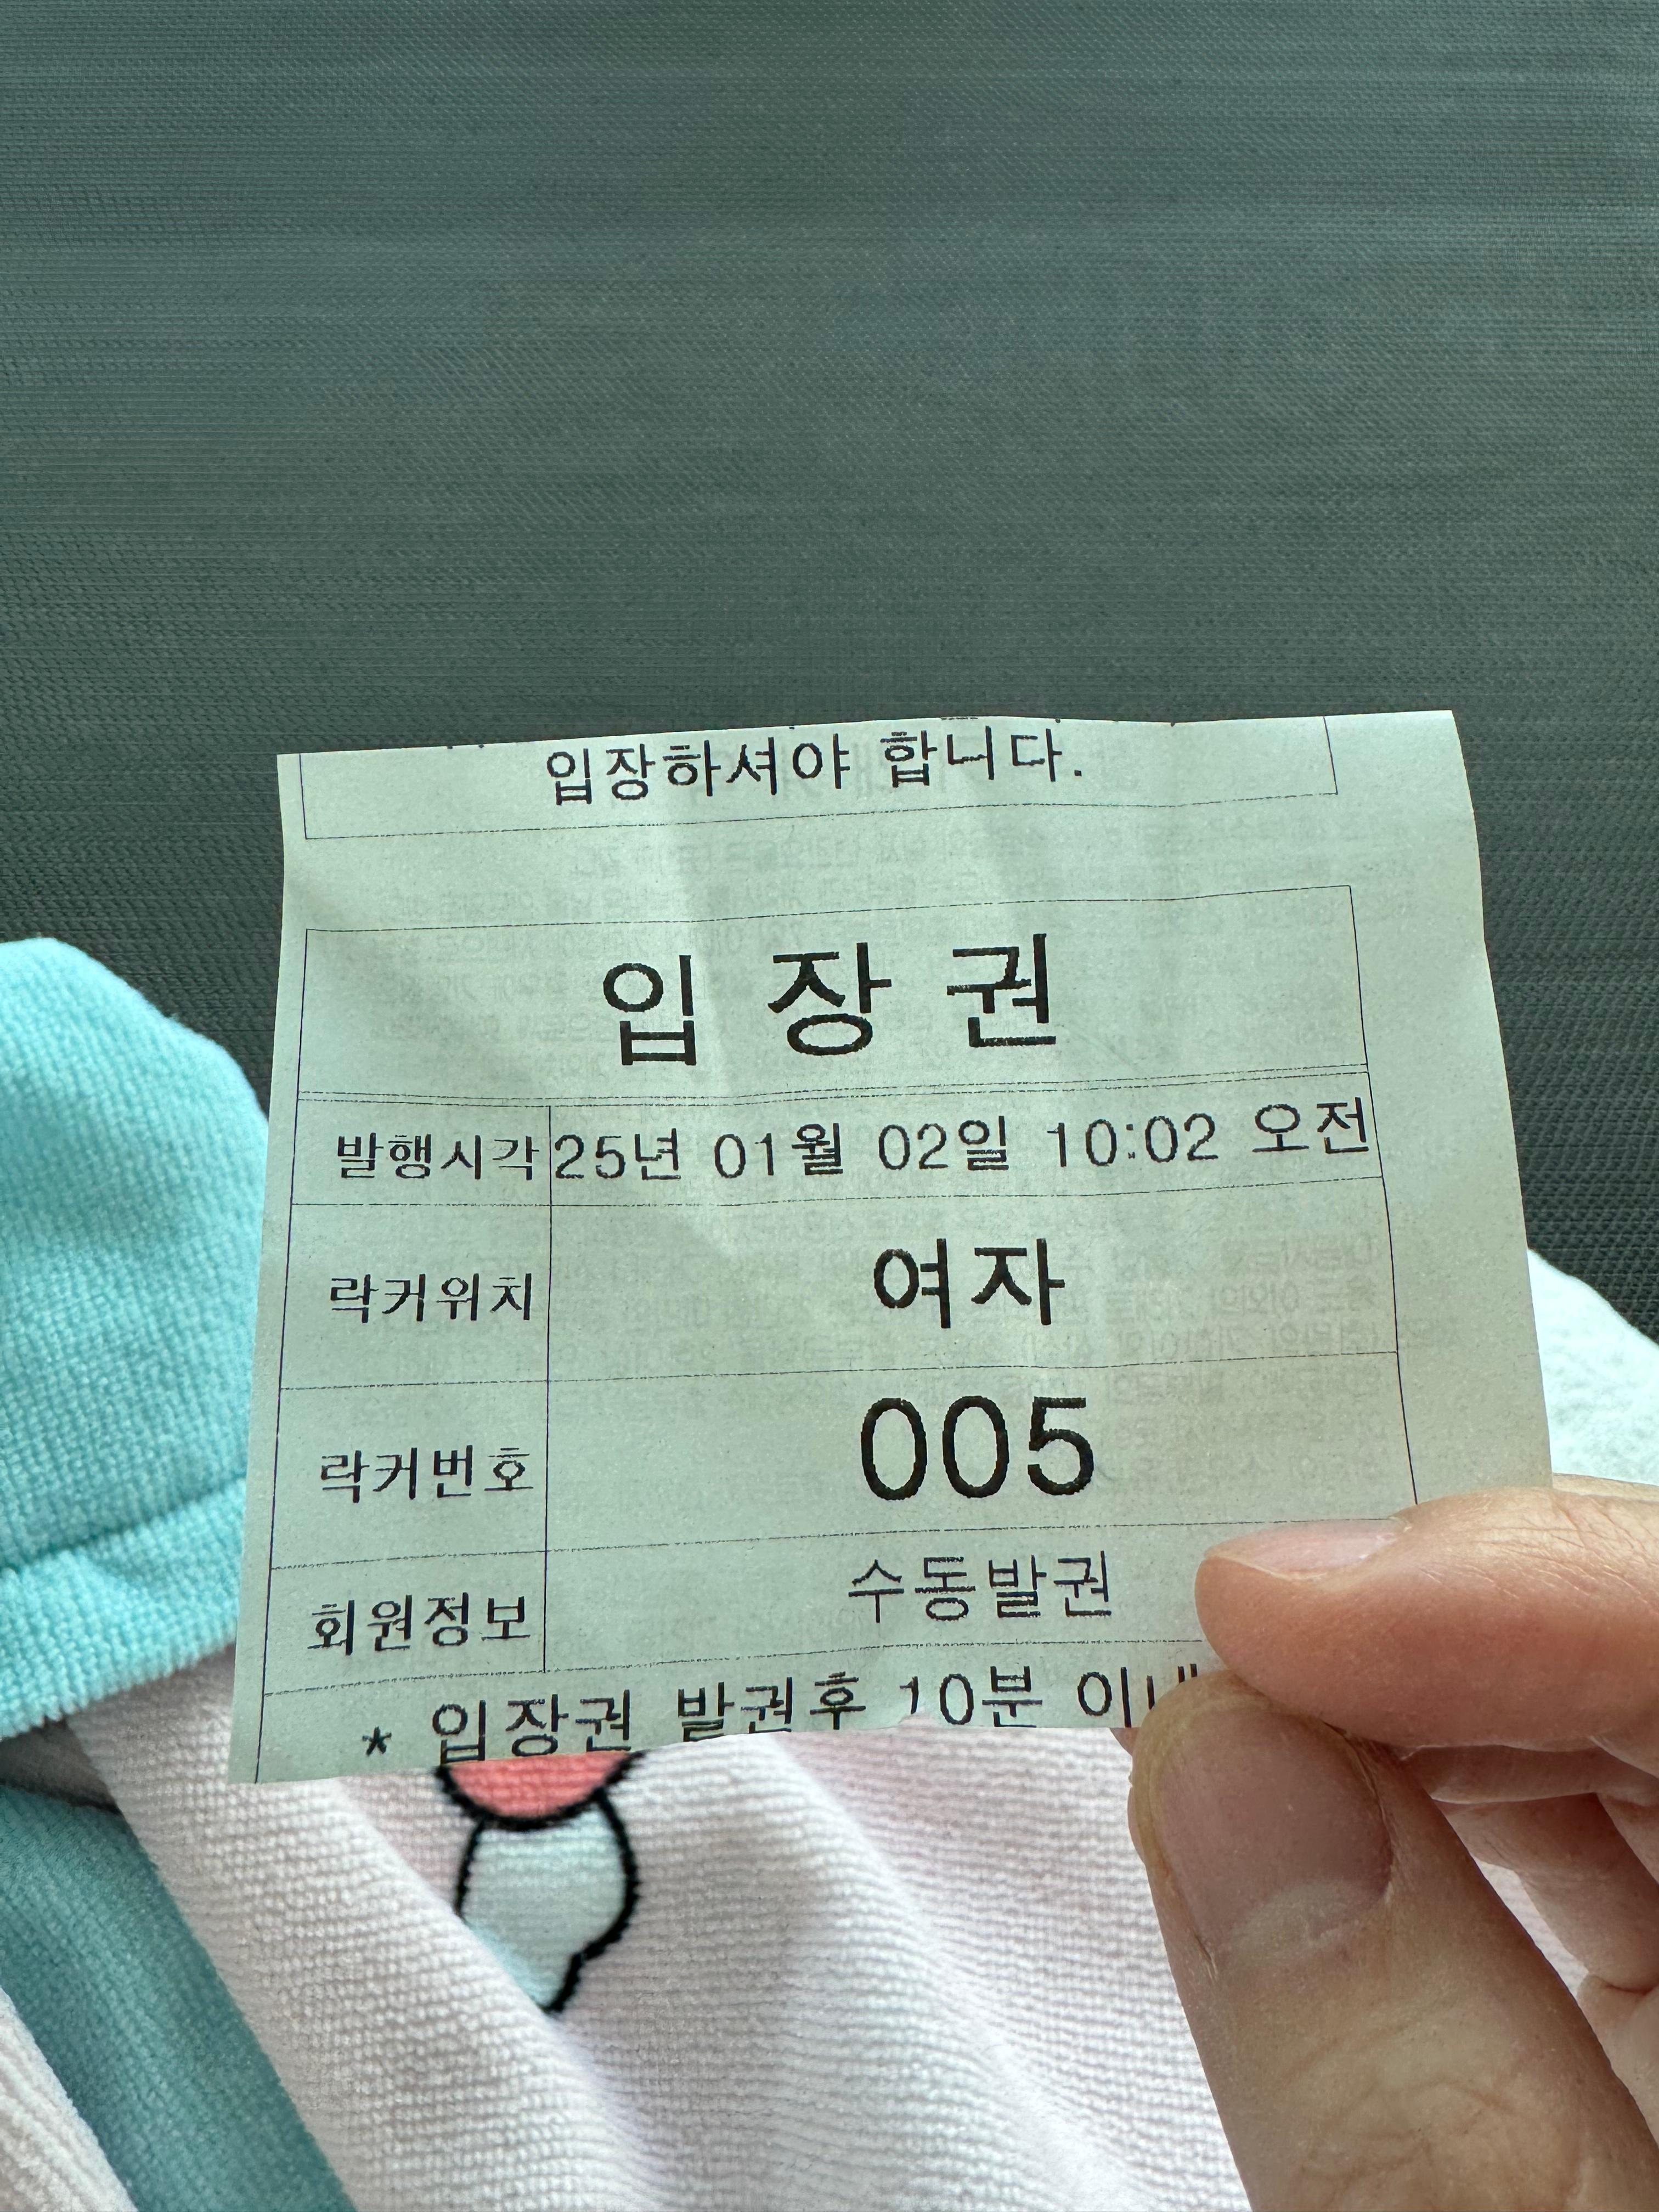 입장하셔야 합니다.
입 장 권
발행시각 25년 01월 02일 10:02 오전
락커위치 여자
락커번호 005
회원정보 수동발권
* 입장권 발권후 10분